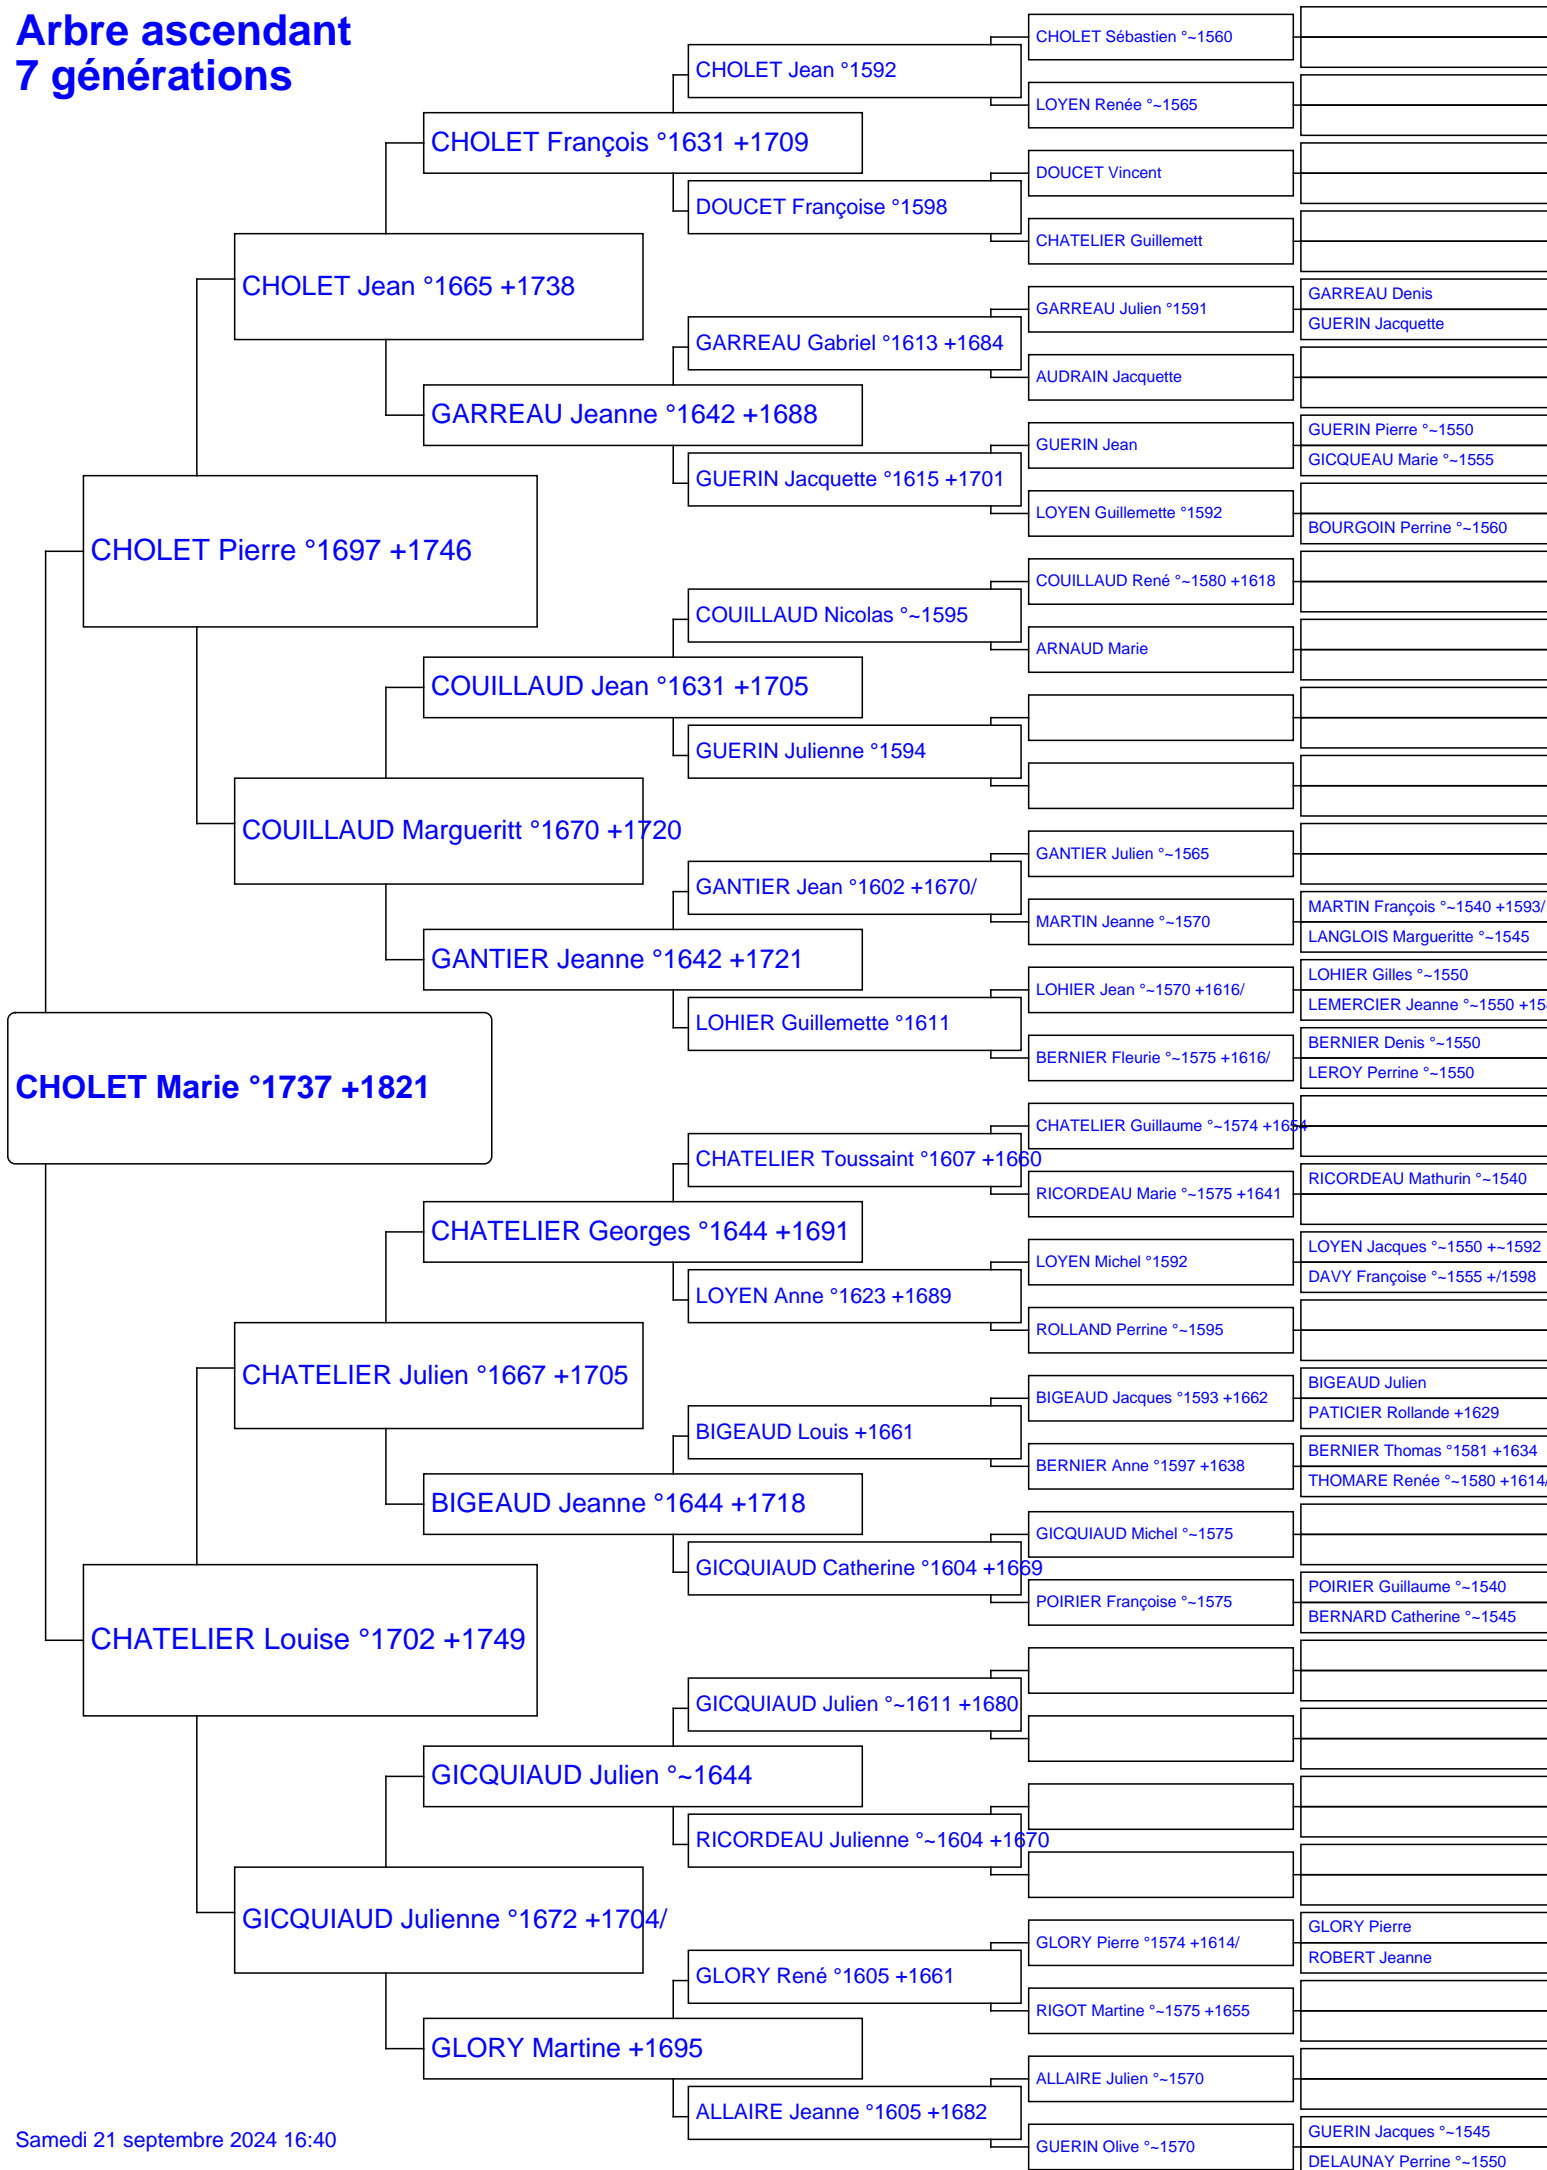 Arbre ascendant
7 générations
CHOLET Marie °1737 +1821
CHOLET Pierre °1697 +1746
CHATELIER Louise °1702 +1749
CHOLET Jean °1665 +1738
COUILLAUD Margueritt °1670 +1720
CHATELIER Julien °1667 +1705
GICQUIAUD Julienne °1672 +1704/
CHOLET François °1631 +1709
GARREAU Jeanne °1642 +1688
COUILLAUD Jean °1631 +1705
GANTIER Jeanne °1642 +1721
CHATELIER Georges °1644 +1691
BIGEAUD Jeanne °1644 +1718
GICQUIAUD Julien °~1644
GLORY Martine +1695
CHOLET Jean °1592
DOUCET Françoise °1598
GARREAU Gabriel °1613 +1684
GUERIN Jacquette °1615 +1701
COUILLAUD Nicolas °~1595
GUERIN Julienne °1594
GANTIER Jean °1602 +1670/
LOHIER Guillemette °1611
CHATELIER Toussaint °1607 +1660
LOYEN Anne °1623 +1689
BIGEAUD Louis +1661
GICQUIAUD Catherine °1604 +1669
GICQUIAUD Julien °~1611 +1680
RICORDEAU Julienne °~1604 +1670
GLORY René °1605 +1661
ALLAIRE Jeanne °1605 +1682
CHOLET Sébastien °~1560
LOYEN Renée °~1565
DOUCET Vincent
CHATELIER Guillemett
GARREAU Julien °1591
AUDRAIN Jacquette
GUERIN Jean
LOYEN Guillemette °1592
COUILLAUD René °~1580 +1618
ARNAUD Marie
GANTIER Julien °~1565
MARTIN Jeanne °~1570
LOHIER Jean °~1570 +1616/
BERNIER Fleurie °~1575 +1616/
CHATELIER Guillaume °~1574 +1654
RICORDEAU Marie °~1575 +1641
LOYEN Michel °1592
ROLLAND Perrine °~1595
BIGEAUD Jacques °1593 +1662
BERNIER Anne °1597 +1638
GICQUIAUD Michel °~1575
POIRIER Françoise °~1575
GLORY Pierre °1574 +1614/
RIGOT Martine °~1575 +1655
ALLAIRE Julien °~1570
GUERIN Olive °~1570
GARREAU Denis
GUERIN Jacquette
GUERIN Pierre °~1550
GICQUEAU Marie °~1555
BOURGOIN Perrine °~1560
MARTIN François °~1540 +1593/
LANGLOIS Margueritte °~1545
LOHIER Gilles °~1550
LEMERCIER Jeanne °~1550
BERNIER Denis °~1550
LEROY Perrine °~1550
RICORDEAU Mathurin °~1540
LOYEN Jacques °~1550 +~1592
DAVY Françoise °~1555 +/1598
BIGEAUD Julien
PATICIER Rollande +1629
BERNIER Thomas °1581 +1634
THOMARE Renée °~1580 +1614/
POIRIER Guillaume °~1540
BERNARD Catherine °~1545
GLORY Pierre
ROBERT Jeanne
GUERIN Jacques °~1545
DELAUNAY Perrine °~1550
Samedi 21 septembre 2024 16:40